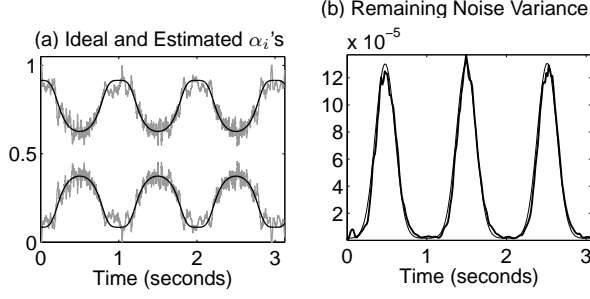 (a) Ideal and Estimated αᵢ's
1
0.5
0
0 1 2 3
Time (seconds)
(b) Remaining Noise Variance
x 10⁻⁵
12
10
8
6
4
2
0 1 2 3
Time (seconds)